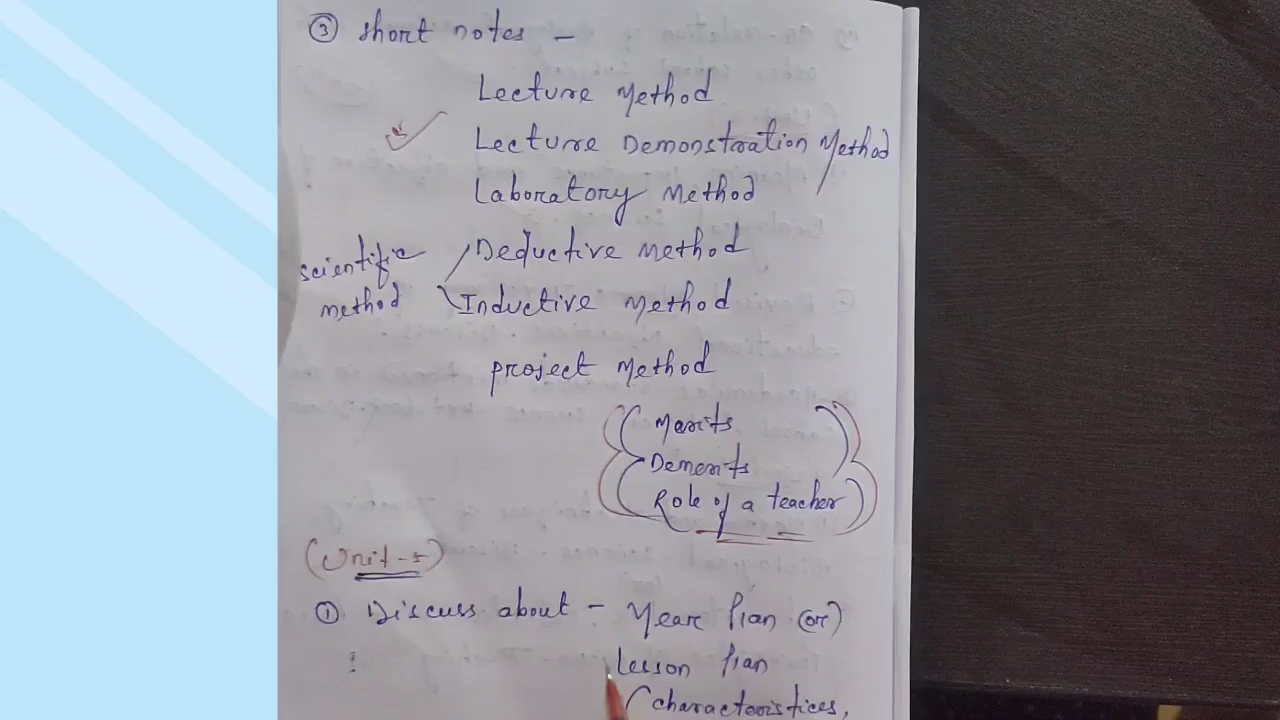 ③ short notes -
Lecture Method
Lecture Demonstration Method
Laboratory Method
scientific method
Deductive method
Inductive Method
project Method
(Merits
Demerits
Role of a teacher)
(Unit-5)
① Discuss about - Year plan (or)
lesson plan
(characteristices,